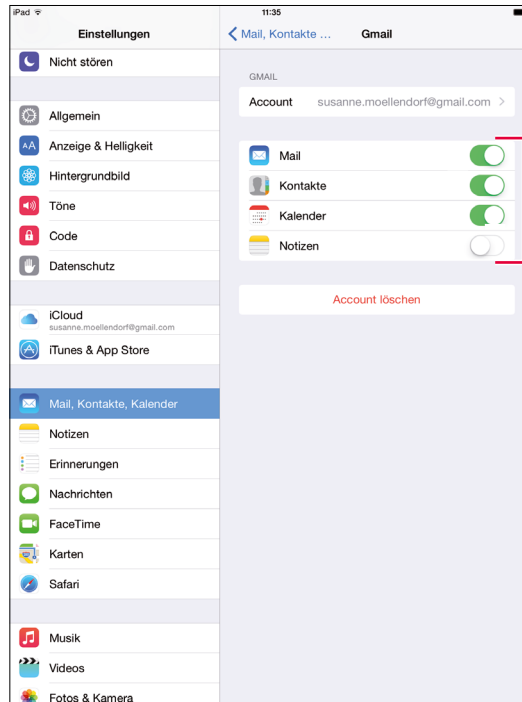 iPad
11:35
Einstellungen
Nicht stören
Allgemein
Anzeige & Helligkeit
Hintergrundbild
Töne
Code
Datenschutz
iCloud
susanne.moellendorf@gmail.com
iTunes & App Store
Mail, Kontakte, Kalender
Notizen
Erinnerungen
Nachrichten
FaceTime
Karten
Safari
Musik
Videos
Fotos & Kamera
Mail, Kontakte ...
Gmail
GMAIL
Account susanne.moellendorf@gmail.com
Mail
Kontakte
Kalender
Notizen
Account löschen